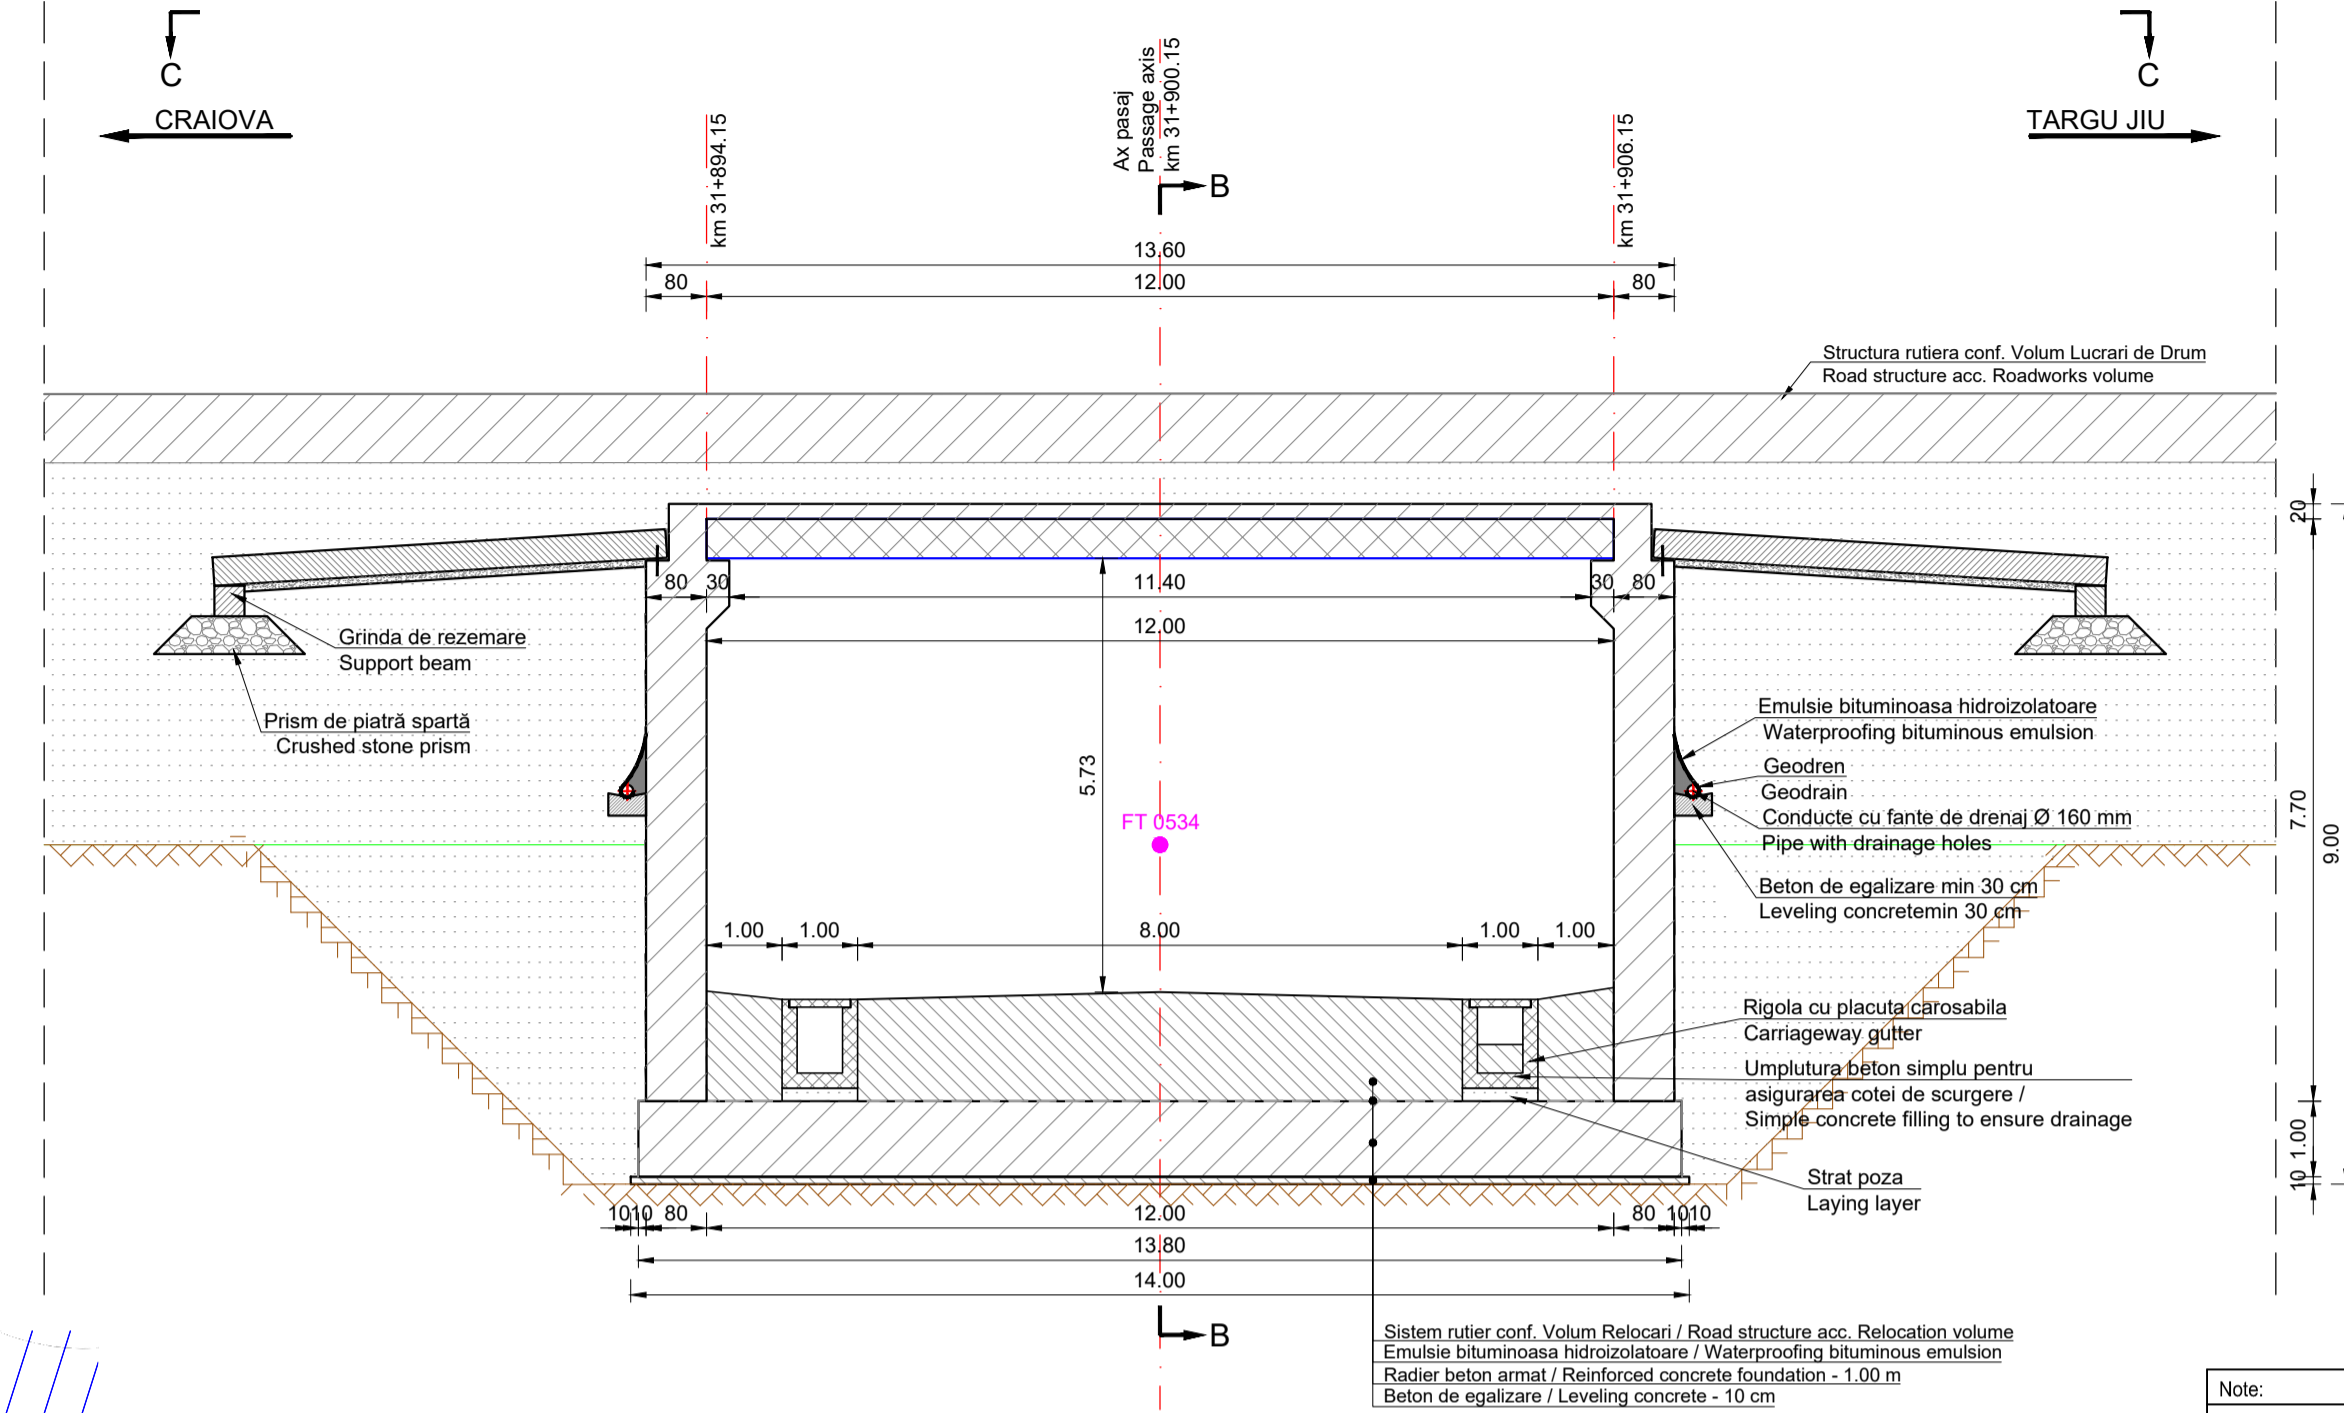 C
C
CRAIOVA
TARGU JIU
Ax pasaj
Passage axis
km 31+900.15
km 31+894.15
km 31+906.15
B
13.60
80
12.00
80
Structura rutiera conf. Volum Lucrari de Drum
Road structure acc. Roadworks volume
20
80
30
11.40
30
80
12.00
Grinda de rezemare
Support beam
Prism de piatră spartă
Crushed stone prism
Emulsie bituminoasa hidroizolatoare
Waterproofing bituminous emulsion
Geodren
Geodrain
Conducte cu fante de drenaj Ø 160 mm
Pipe with drainage holes
5.73
FT 0534
7.70
9.00
Beton de egalizare min 30 cm
Leveling concretemin 30 cm
1.00
1.00
8.00
1.00
1.00
Rigola cu placuta carosabila
Carriageway gutter
Umplutura beton simplu pentru
asigurarea cotei de scurgere /
Simple concrete filling to ensure drainage
1.00
10
Strat poza
Laying layer
10
10
80
12.00
80
10
10
13.80
14.00
B
Sistem rutier conf. Volum Relocari / Road structure acc. Relocation volume
Emulsie bituminoasa hidroizolatoare / Waterproofing bituminous emulsion
Radier beton armat / Reinforced concrete foundation - 1.00 m
Beton de egalizare / Leveling concrete - 10 cm
Note: